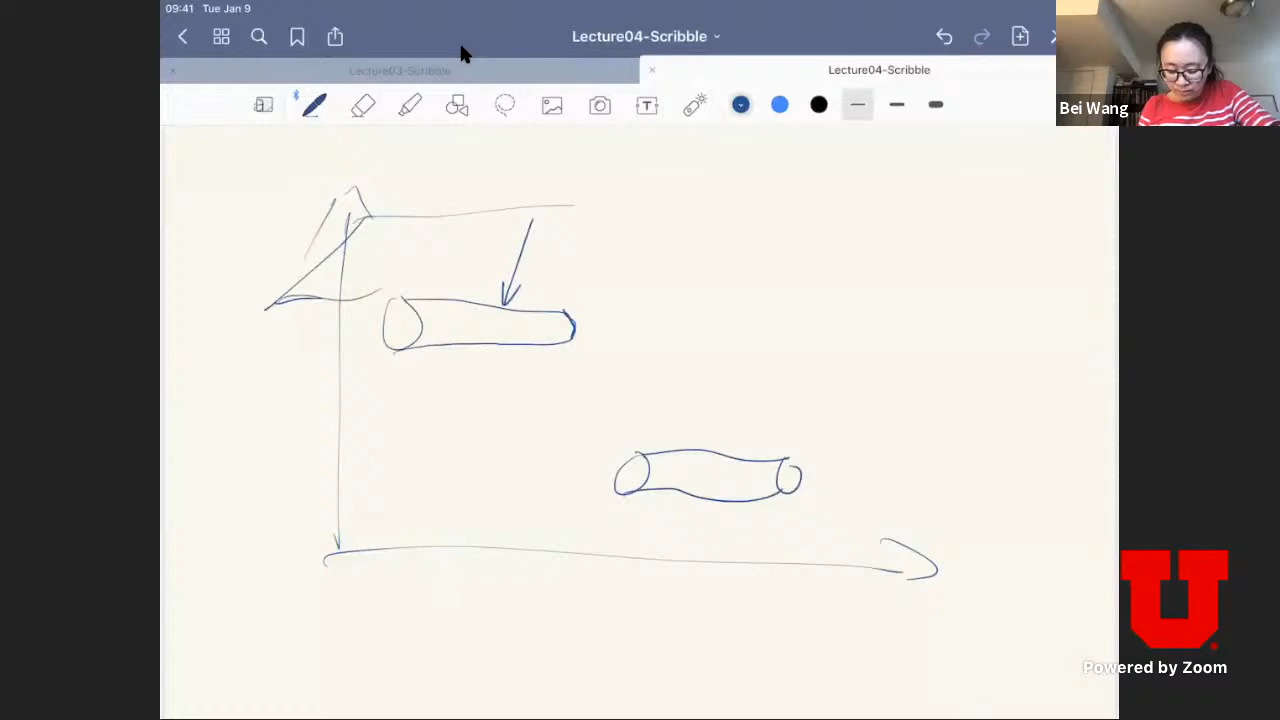 09:41 Tue Jan 9
Lecture04-Scribble
Lecture03-Scribble
Lecture04-Scribble
T
Bei Wang
U
Powered by Zoom